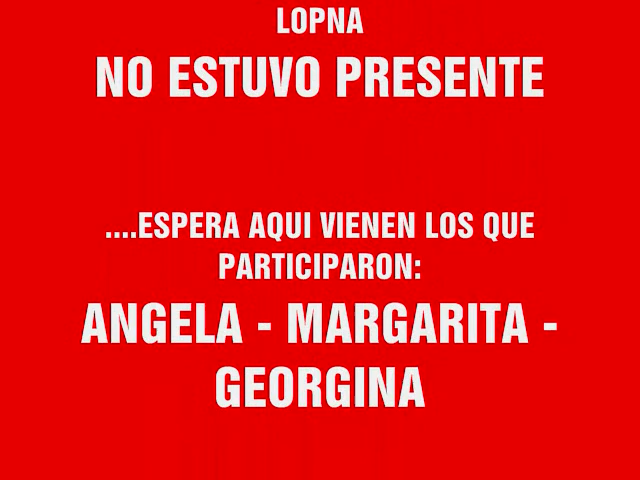 LOPNA
NO ESTUVO PRESENTE
....ESPERA AQUI VIENEN LOS QUE
PARTICIPARON:
ANGELA - MARGARITA -
GEORGINA